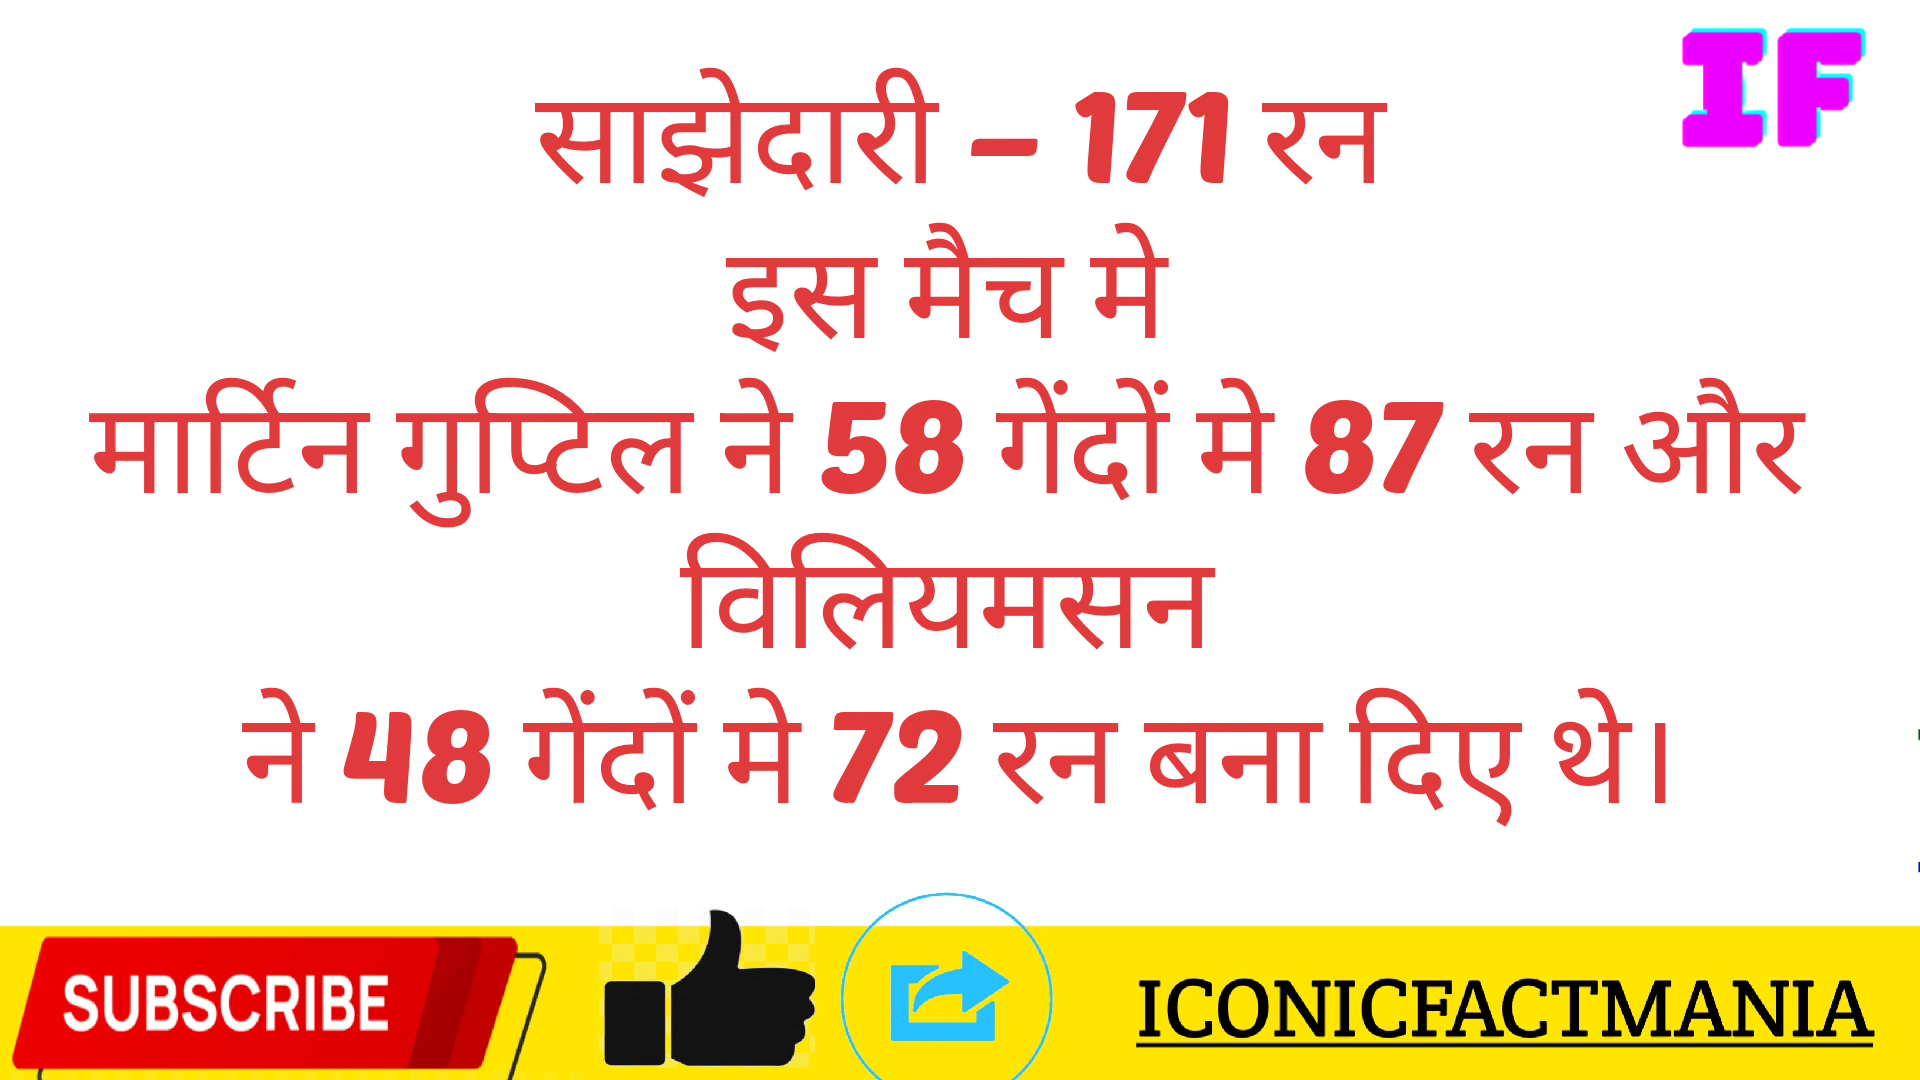 IF
साझेदारी – 171 रन
इस मैच मे
मार्टिन गुप्टिल ने 58 गेंदों मे 87 रन और
विलियमसन
ने 48 गेंदों मे 72 रन बना दिए थे।
SUBSCRIBE
ICONICFACTMANIA